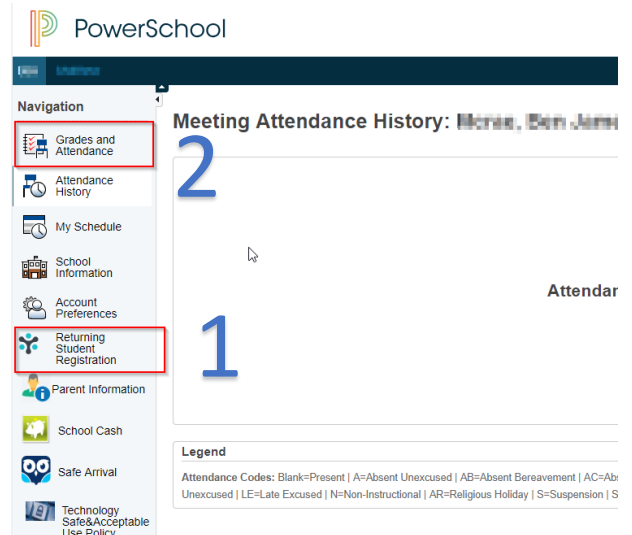 PowerSchool
Navigation
Meeting Attendance History:
Grades and
Attendance
2
Attendance
History
My Schedule
School
Information
Attendan
Account
Preferences
1
Returning
Student
Registration
Parent Information
School Cash
Legend
Safe Arrival
Attendance Codes: Blank=Present | A=Absent Unexcused | AB=Absent Bereavement | AC=Abs
Unexcused | LE=Late Excused | N=Non-Instructional | AR=Religious Holiday | S=Suspension | S
Technology
Safe&Acceptable
Use Policy